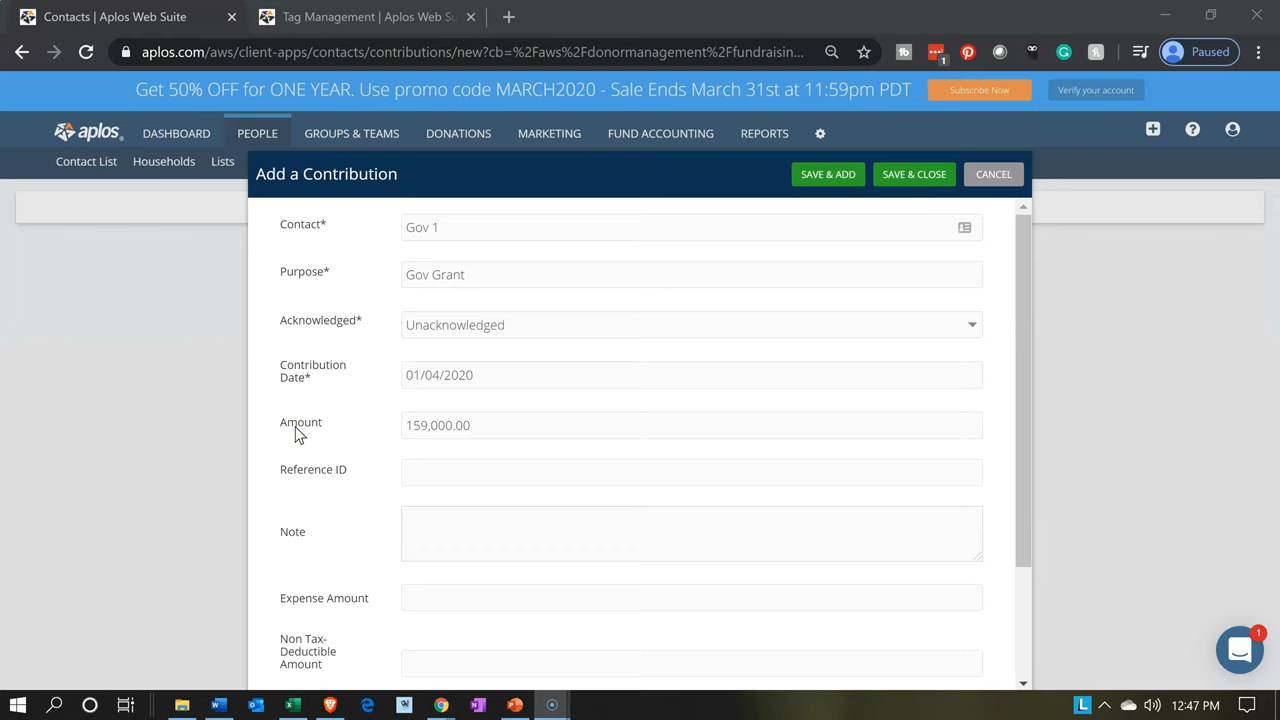 Contacts | Aplos Web Suite
Tag Management | Aplos Web Su
aplos.com/aws/client-apps/contacts/contributions/new?cb=%2Faws%2Fdonormanagement%2Ffundraisin...
1
Paused
Get 50% OFF for ONE YEAR. Use promo code MARCH2020 - Sale Ends March 31st at 11:59pm PDT
Subscribe Now
Verify your account
aplos.
DASHBOARD
PEOPLE
GROUPS & TEAMS
DONATIONS
MARKETING
FUND ACCOUNTING
REPORTS
Contact List
Households
Lists
Add a Contribution
SAVE & ADD
SAVE & CLOSE
CANCEL
Contact*
Gov 1
Purpose*
Gov Grant
Acknowledged*
Unacknowledged
Contribution
Date*
01/04/2020
Amount
159,000.00
Reference ID
Note
Expense Amount
Non Tax-
Deductible
Amount
1
12:47 PM